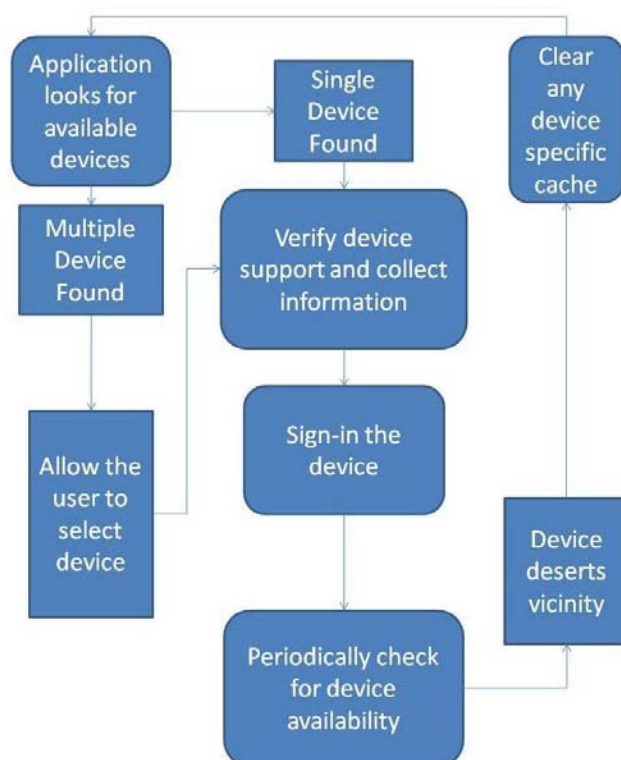 Application
looks for
available
devices
Single
Device
Found
Clear
any
device
specific
cache
Multiple
Device
Found
Verify device
support and collect
information
Allow the
user to
select
device
Sign-in the
device
Device
deserts
vicinity
Periodically check
for device
availability